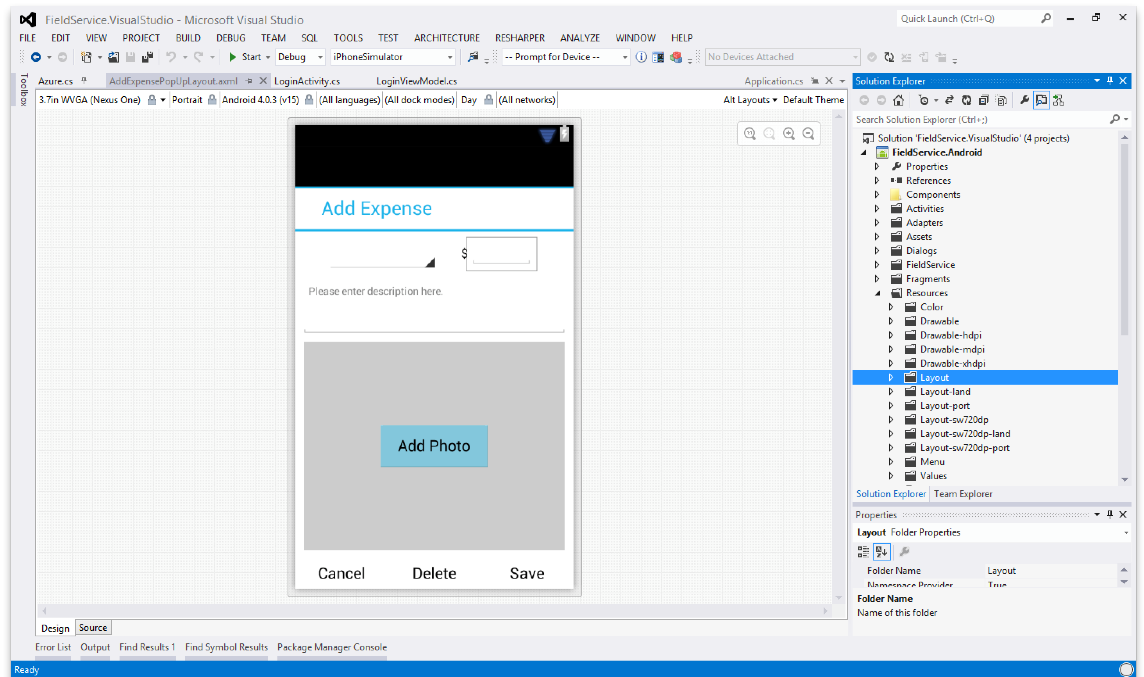 FieldService.VisualStudio - Microsoft Visual Studio
Quick Launch (Ctrl+Q)
FILE EDIT VIEW PROJECT BUILD DEBUG TEAM SQL TOOLS TEST ARCHITECTURE RESHARPER ANALYZE WINDOW HELP
Start Debug iPhoneSimulator -- Prompt for Device -- No Devices Attached
Toolbox
Azure.cs AddExpensePopUpLayout.axml LoginActivity.cs LoginViewModel.cs Application.cs
3.7in WVGA (Nexus One) Portrait Android 4.0.3 (v15) (All languages) (All dock modes) Day (All networks) Alt Layouts Default Theme
Add Expense
$
Please enter description here.
Add Photo
Cancel Delete Save
Design Source
Solution Explorer
Search Solution Explorer (Ctrl+;)
Solution 'FieldService.VisualStudio' (4 projects)
FieldService.Android
Properties
References
Components
Activities
Adapters
Assets
Dialogs
FieldService
Fragments
Resources
Color
Drawable
Drawable-hdpi
Drawable-mdpi
Drawable-xhdpi
Layout
Layout-land
Layout-port
Layout-sw720dp
Layout-sw720dp-land
Layout-sw720dp-port
Menu
Values
Solution Explorer Team Explorer
Properties
Layout Folder Properties
Folder Name Layout
Namespace Provider True
Folder Name
Name of this folder
Error List Output Find Results 1 Find Symbol Results Package Manager Console
Ready